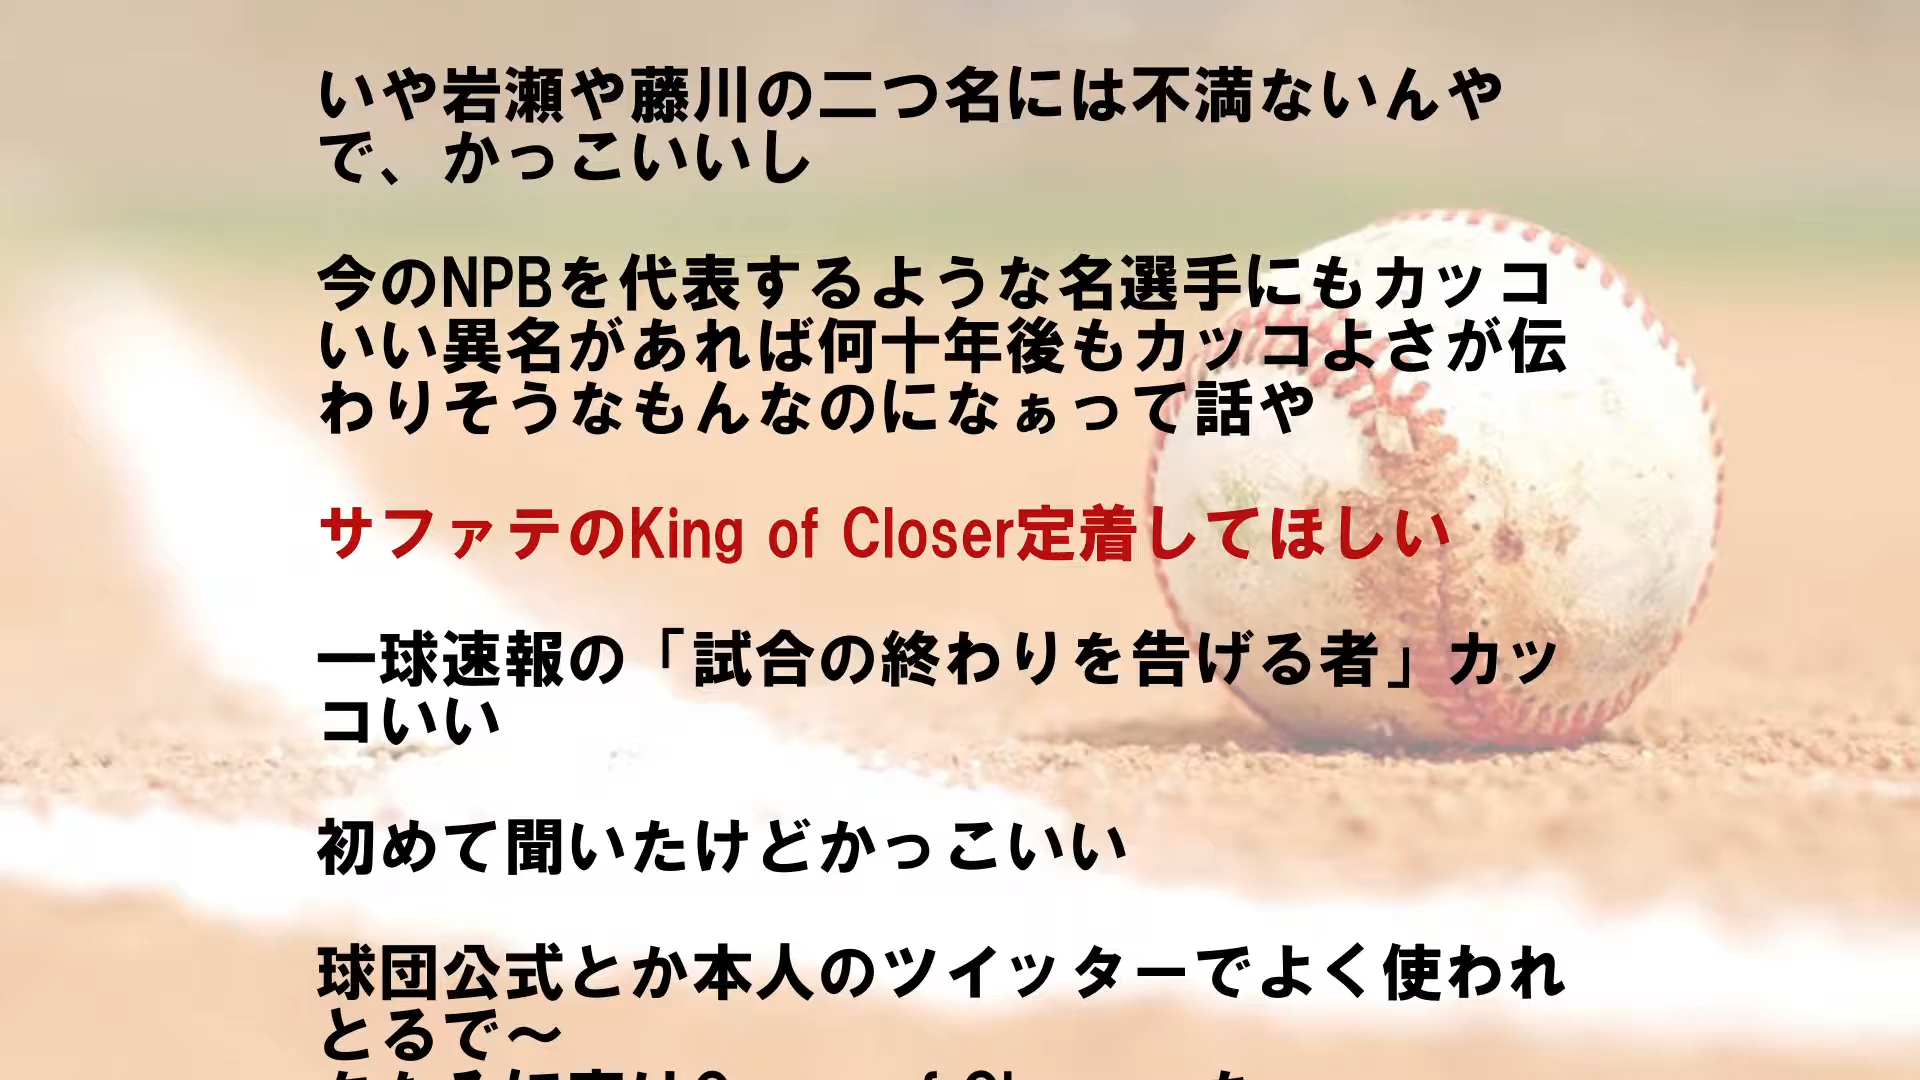 いや岩瀬や藤川の二つ名には不満ないんや
で、かっこいいし
今のNPBを代表するような名選手にもカッコ
いい異名があれば何十年後もカッコよさが伝
わりそうなもんなのになぁって話や
サファテのKing of Closer定着してほしい
一球速報の「試合の終わりを告げる者」カッ
コいい
初めて聞いたけどかっこいい
球団公式とか本人のツイッターでよく使われ
とるで～